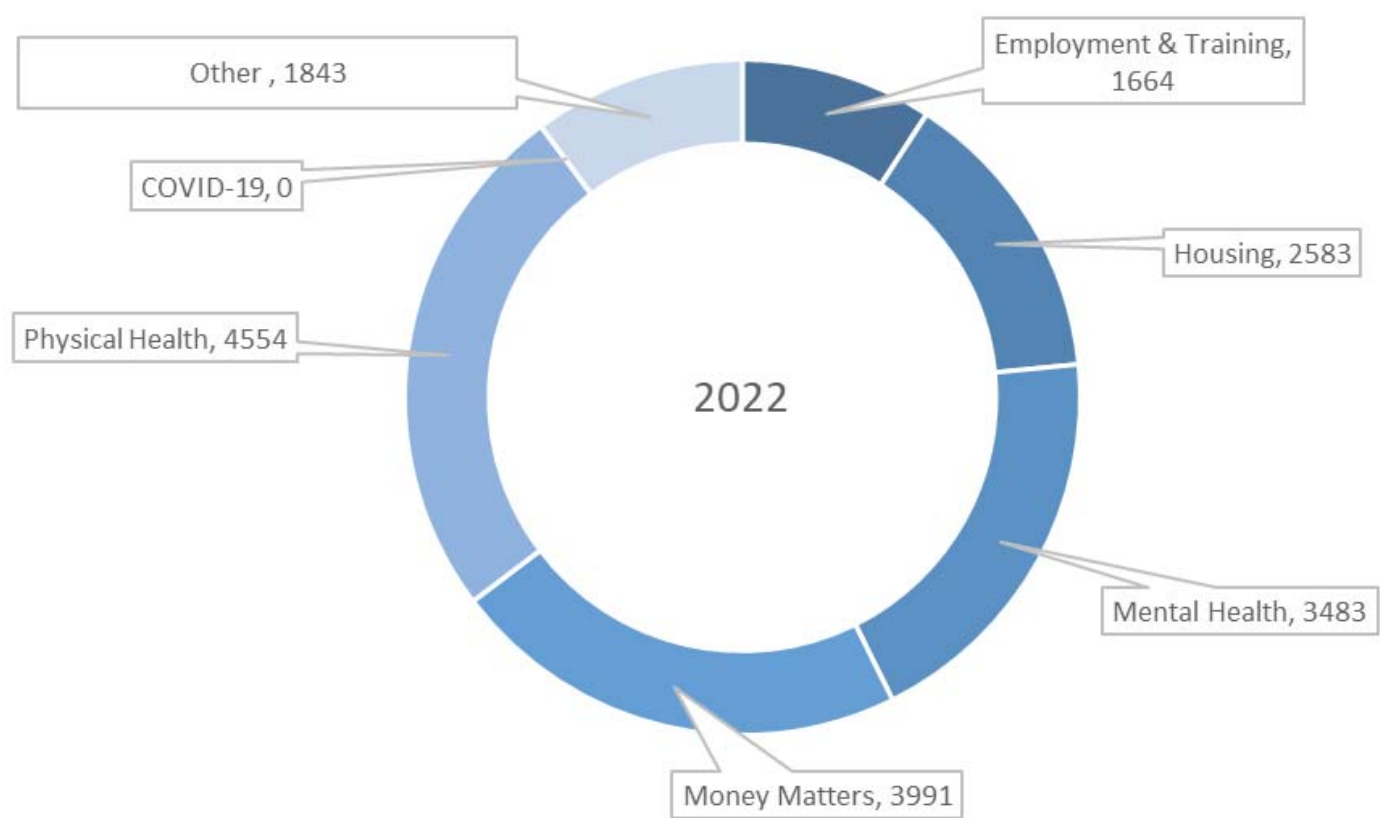 Other , 1843
Employment & Training,
1664
COVID-19, 0
Housing, 2583
Physical Health, 4554
2022
Mental Health, 3483
Money Matters, 3991